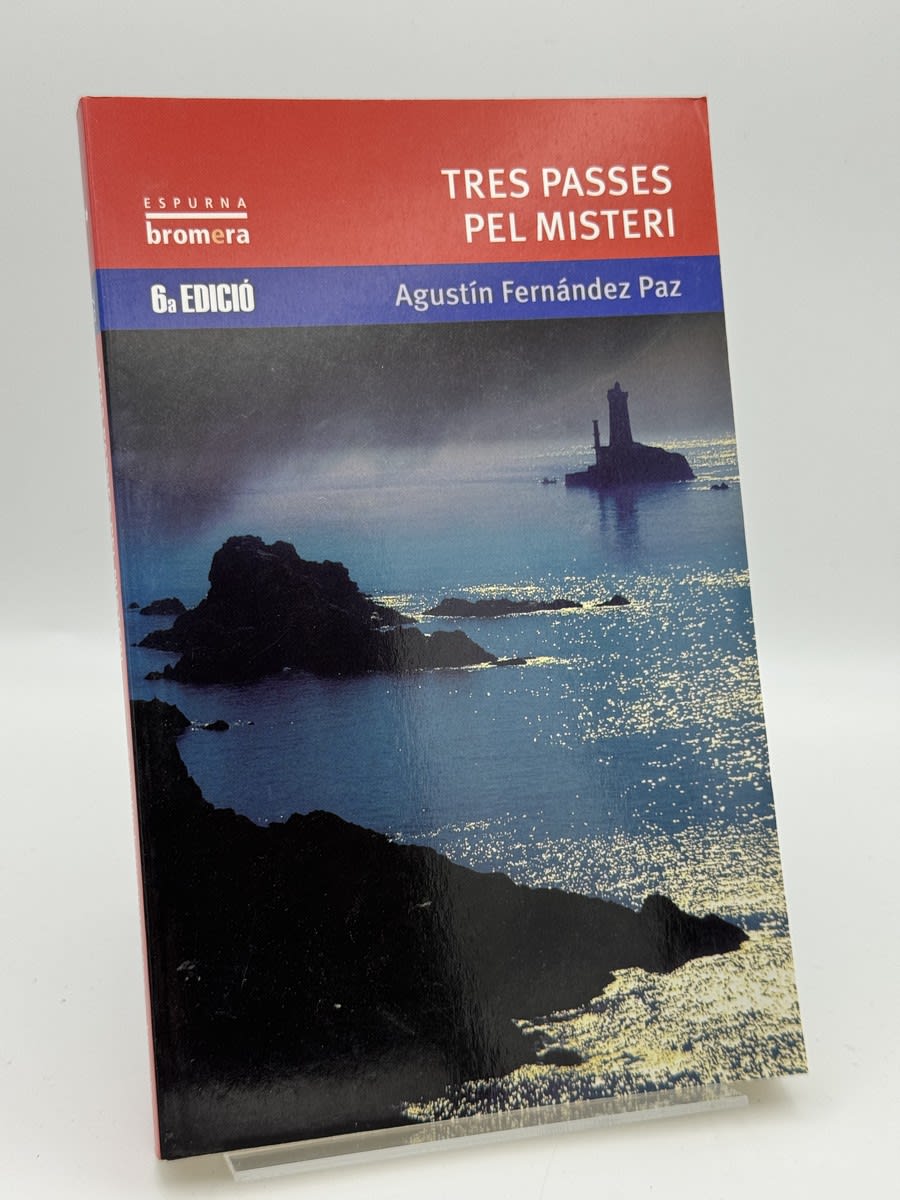 ESPURNA
bromera
TRES PASSES
PEL MISTERI
6a EDICIÓ
Agustín Fernández Paz